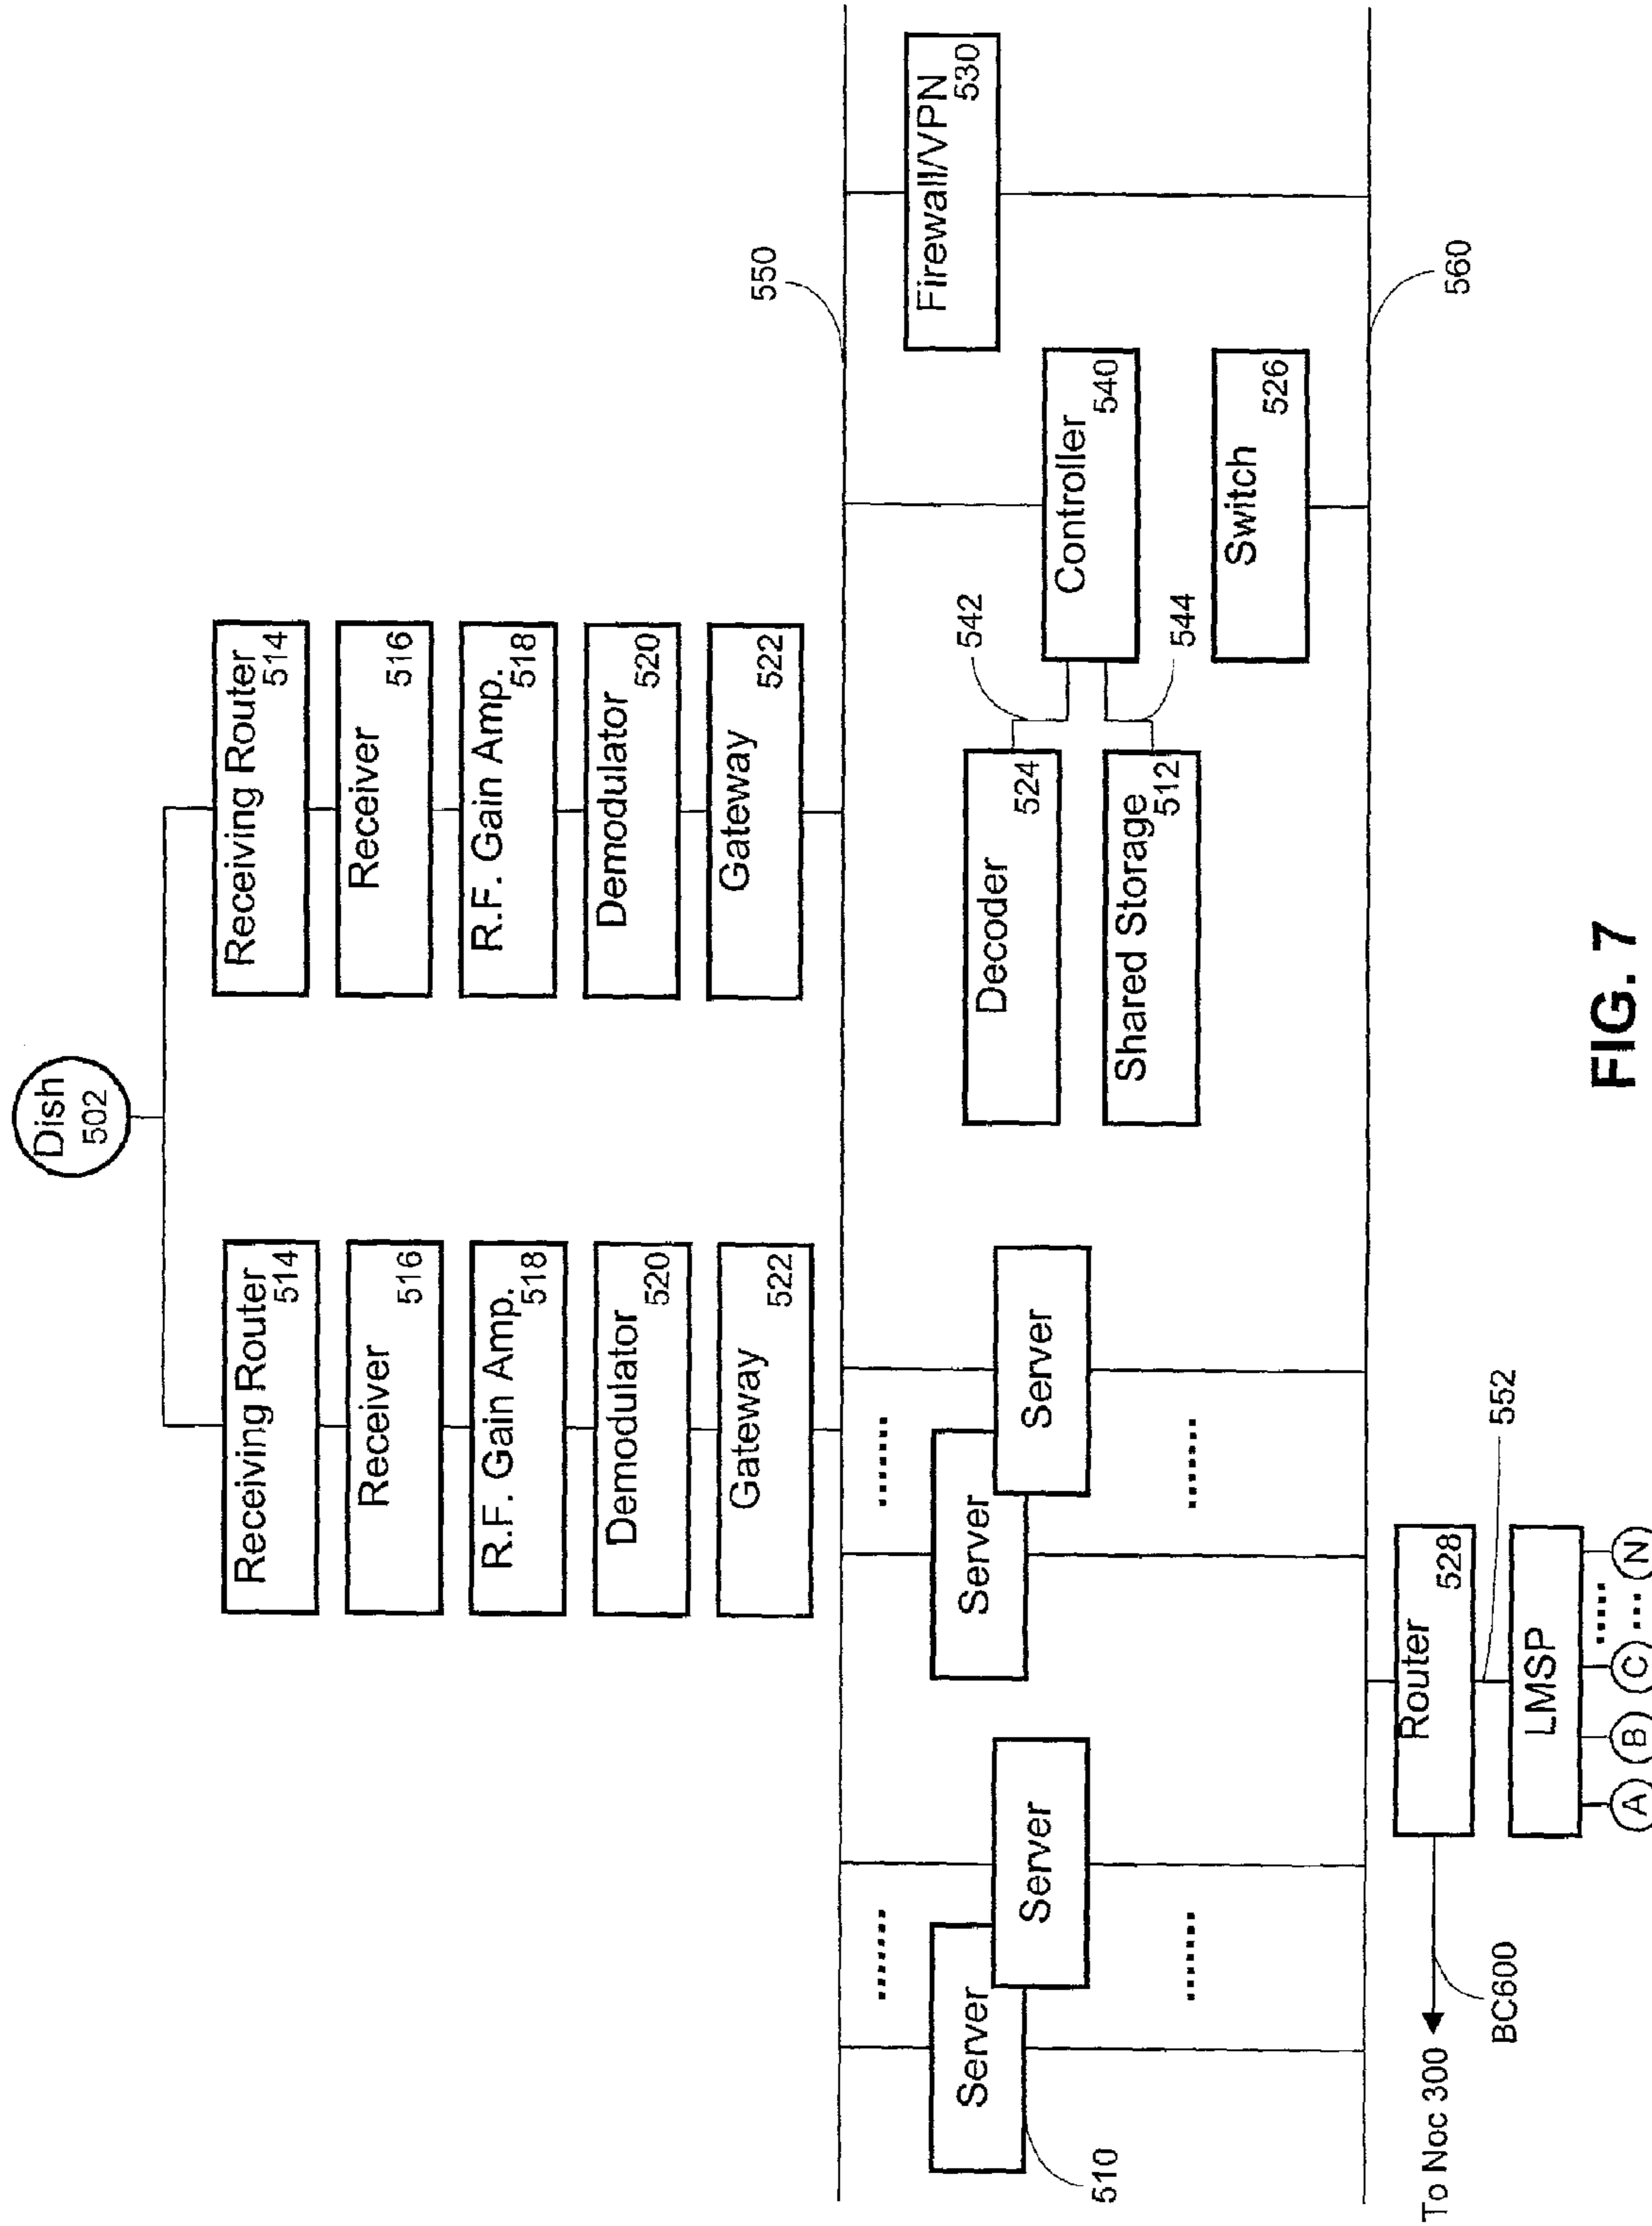 Dish
502
Receiving Router
514
Receiver
516
R.F. Gain Amp.
518
Demodulator
520
Gateway
522
Receiving Router
514
Receiver
516
R.F. Gain Amp.
518
Demodulator
520
Gateway
522
550
Server
Server
510
Server
Server
Decoder
524
Shared Storage
512
542
544
Controller
540
Switch
526
Firewall/VPN
530
560
Router
528
To Noc 300
BC600
552
LMSP
A B C ... N
FIG. 7